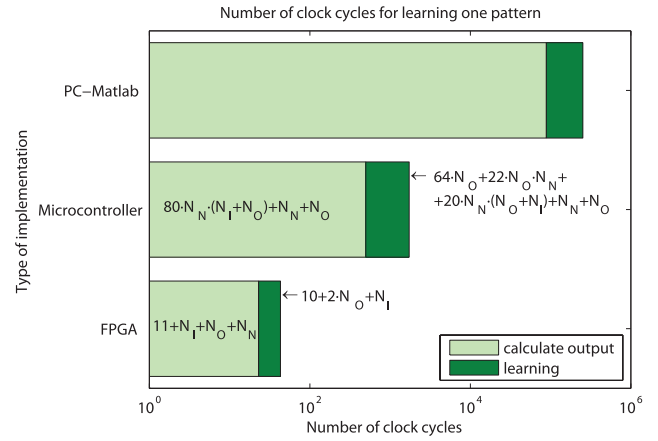 Number of clock cycles for learning one pattern
Type of implementation
PC−Matlab
Microcontroller
80·N_N·(N_I+N_O)+N_N+N_O
←64·N_O+22·N_O·N_N+
+20·N_N·(N_O+N_I)+N_N+N_O
FPGA
11+N_I+N_O+N_N
←10+2·N_O+N_I
calculate output
learning
10^0 10^2 10^4 10^6
Number of clock cycles